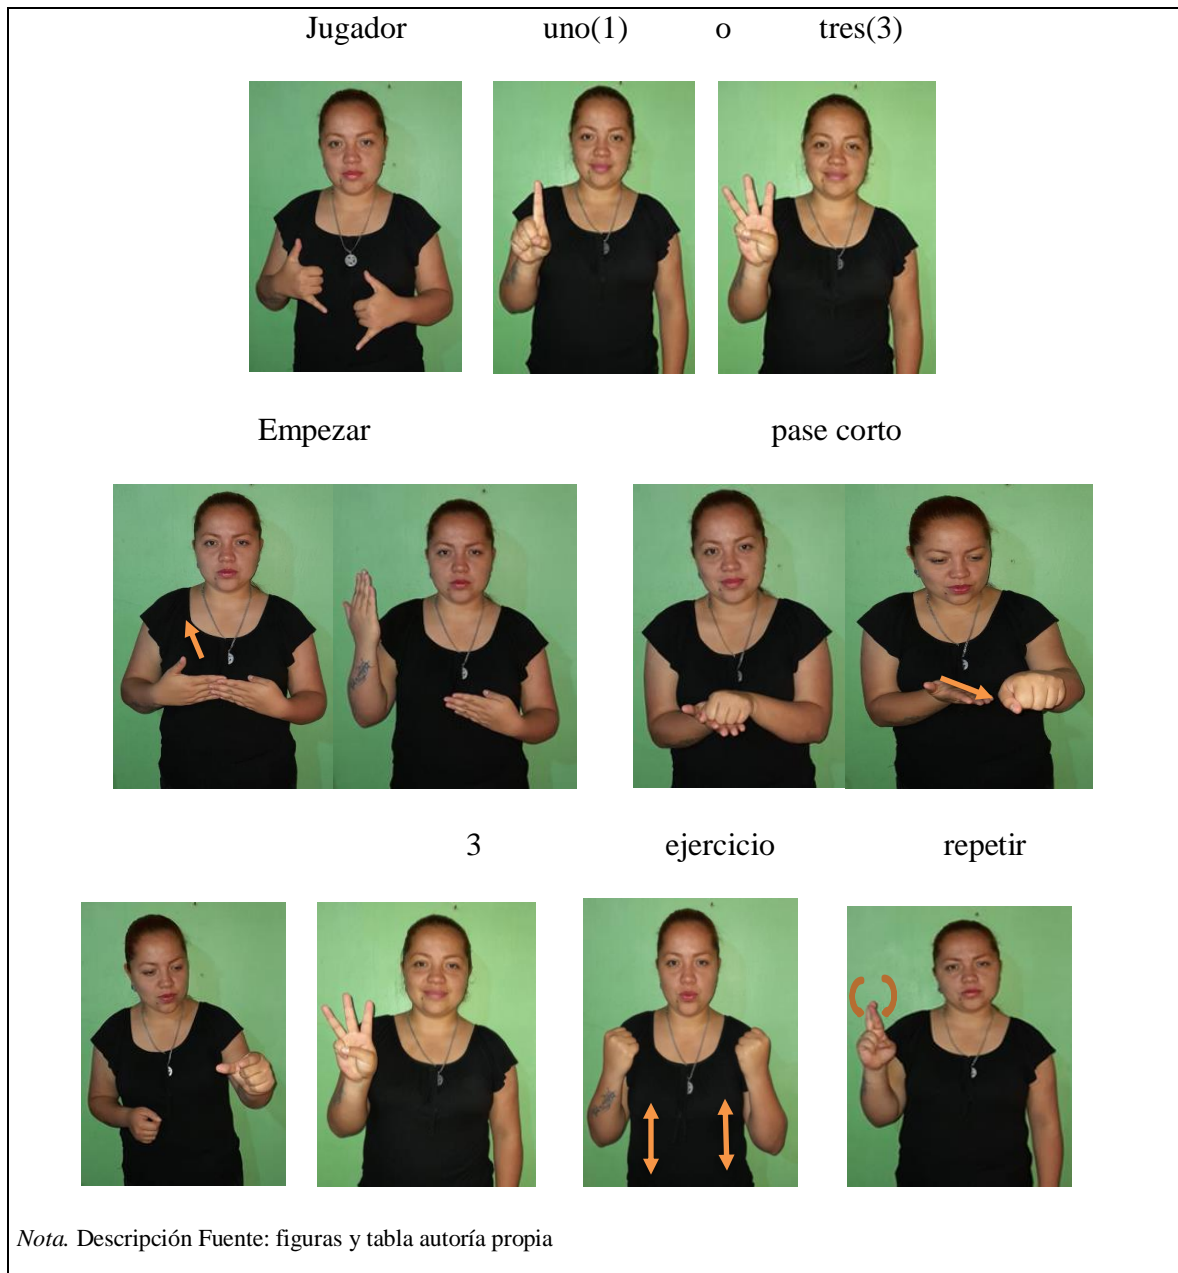 Jugador uno(1) o tres(3)
Empezar pase corto
3 ejercicio repetir
Nota. Descripción Fuente: figuras y tabla autoría propia